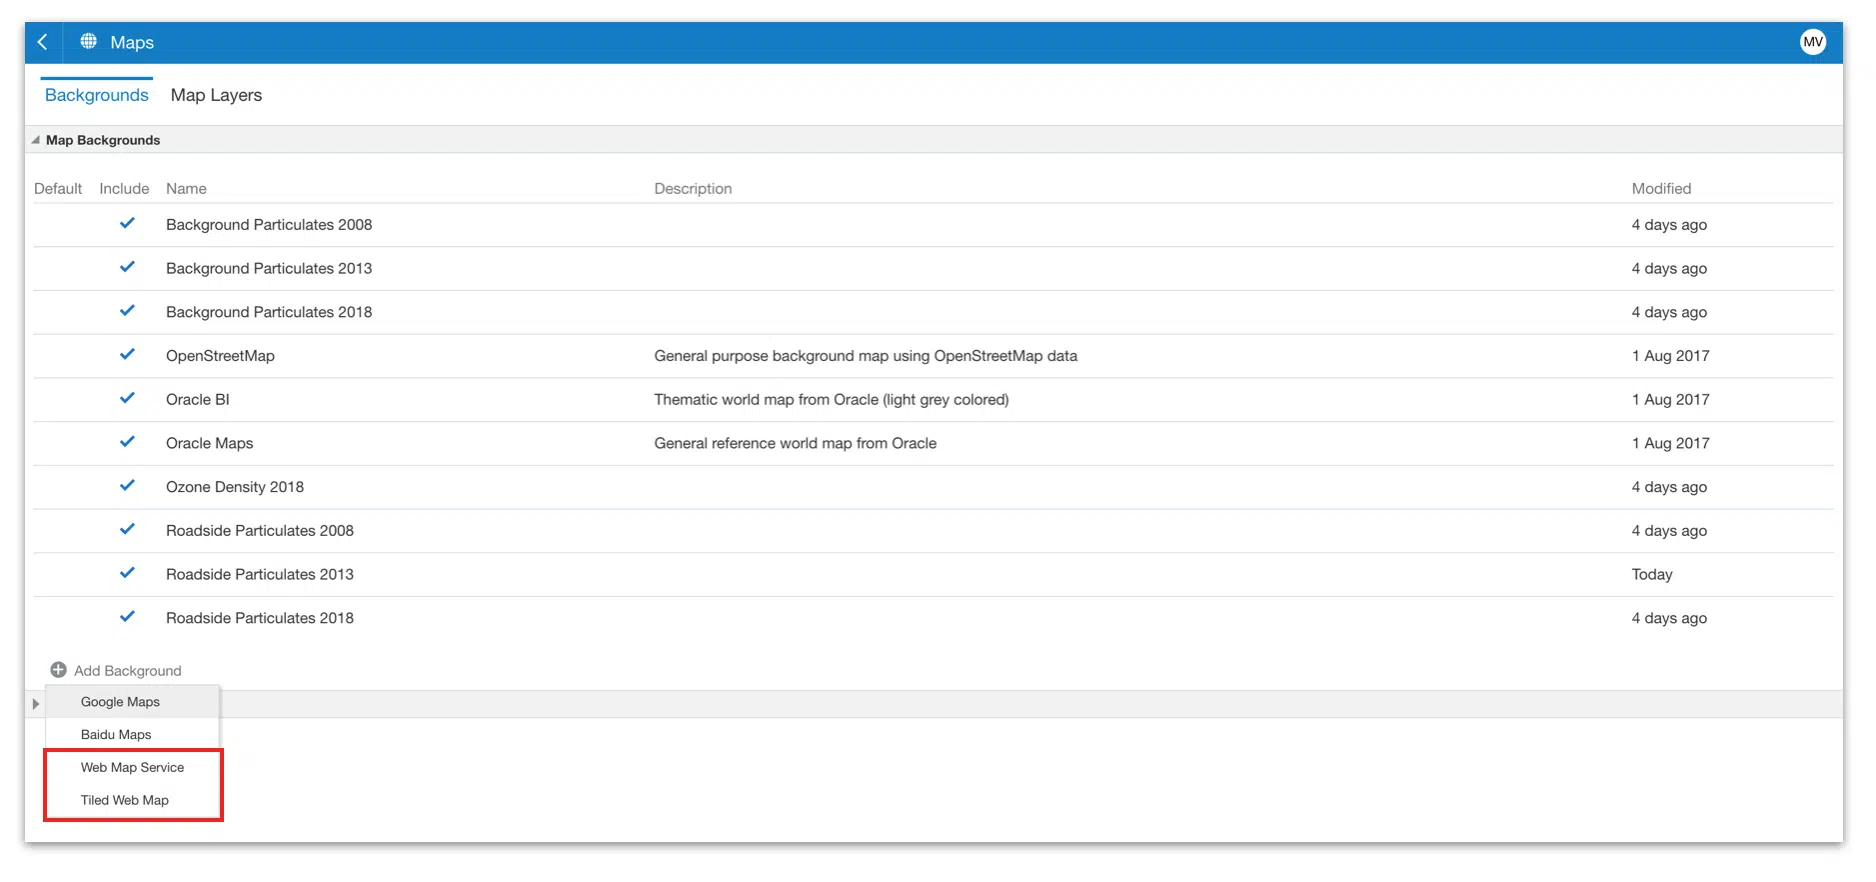 Maps MV
Backgrounds Map Layers
Map Backgrounds
Default Include Name Description Modified
Background Particulates 2008 4 days ago
Background Particulates 2013 4 days ago
Background Particulates 2018 4 days ago
OpenStreetMap General purpose background map using OpenStreetMap data 1 Aug 2017
Oracle BI Thematic world map from Oracle (light grey colored) 1 Aug 2017
Oracle Maps General reference world map from Oracle 1 Aug 2017
Ozone Density 2018 4 days ago
Roadside Particulates 2008 4 days ago
Roadside Particulates 2013 Today
Roadside Particulates 2018 4 days ago
Add Background
Google Maps
Baidu Maps
Web Map Service
Tiled Web Map